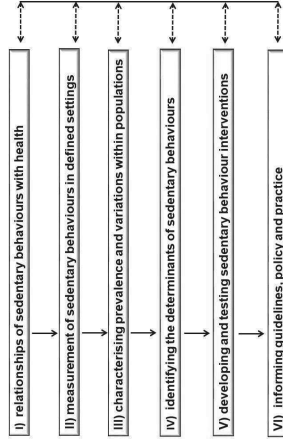 I) relationships of sedentary behaviours with health
II) measurement of sedentary behaviours in defined settings
III) characterising prevalence and variations within populations
IV) identifying the determinants of sedentary behaviours
V) developing and testing sedentary behaviour interventions
VI) informing guidelines, policy and practice